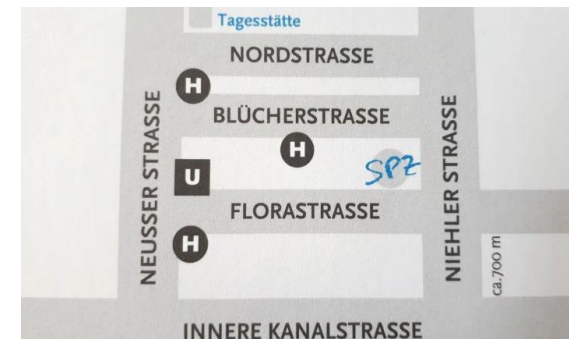 Tagesstätte
NORDSTRASSE
H
BLÜCHERSTRASSE
H
SPZ
U
FLORASTRASSE
H
NEUSSER STRASSE
NIEHLER STRASSE
ca.700 m
INNERE KANALSTRASSE